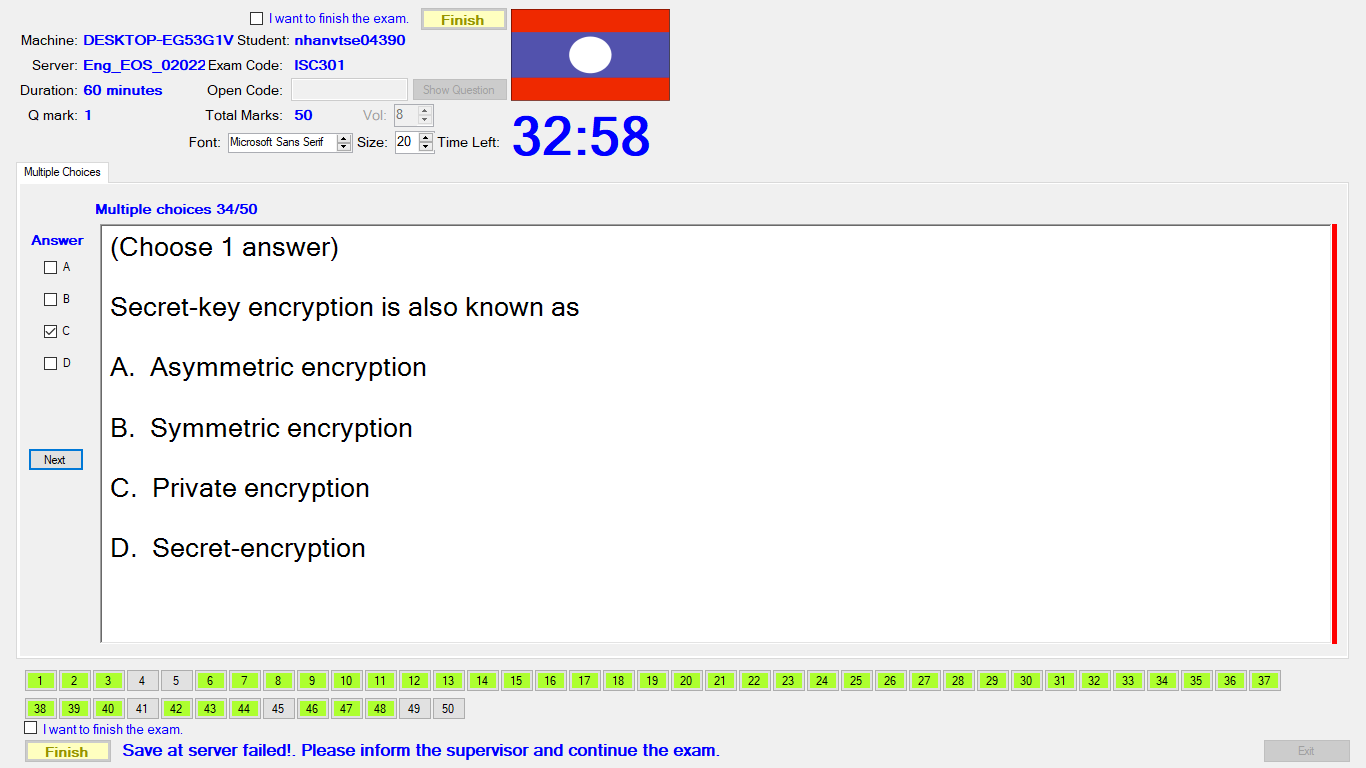 I want to finish the exam. Finish
Machine: DESKTOP-EG53G1V Student: nhanvtse04390
Server: Eng_EOS_02022 Exam Code: ISC301
Duration: 60 minutes Open Code: Show Question
Q mark: 1 Total Marks: 50 Vol: 8
Font: Microsoft Sans Serif Size: 20 Time Left: 32:58
Multiple Choices
Multiple choices 34/50
Answer
A
B
C
D
Next
(Choose 1 answer)
Secret-key encryption is also known as
A. Asymmetric encryption
B. Symmetric encryption
C. Private encryption
D. Secret-encryption
1 2 3 4 5 6 7 8 9 10 11 12 13 14 15 16 17 18 19 20 21 22 23 24 25 26 27 28 29 30 31 32 33 34 35 36 37
38 39 40 41 42 43 44 45 46 47 48 49 50
I want to finish the exam.
Finish Save at server failed!. Please inform the supervisor and continue the exam. Exit